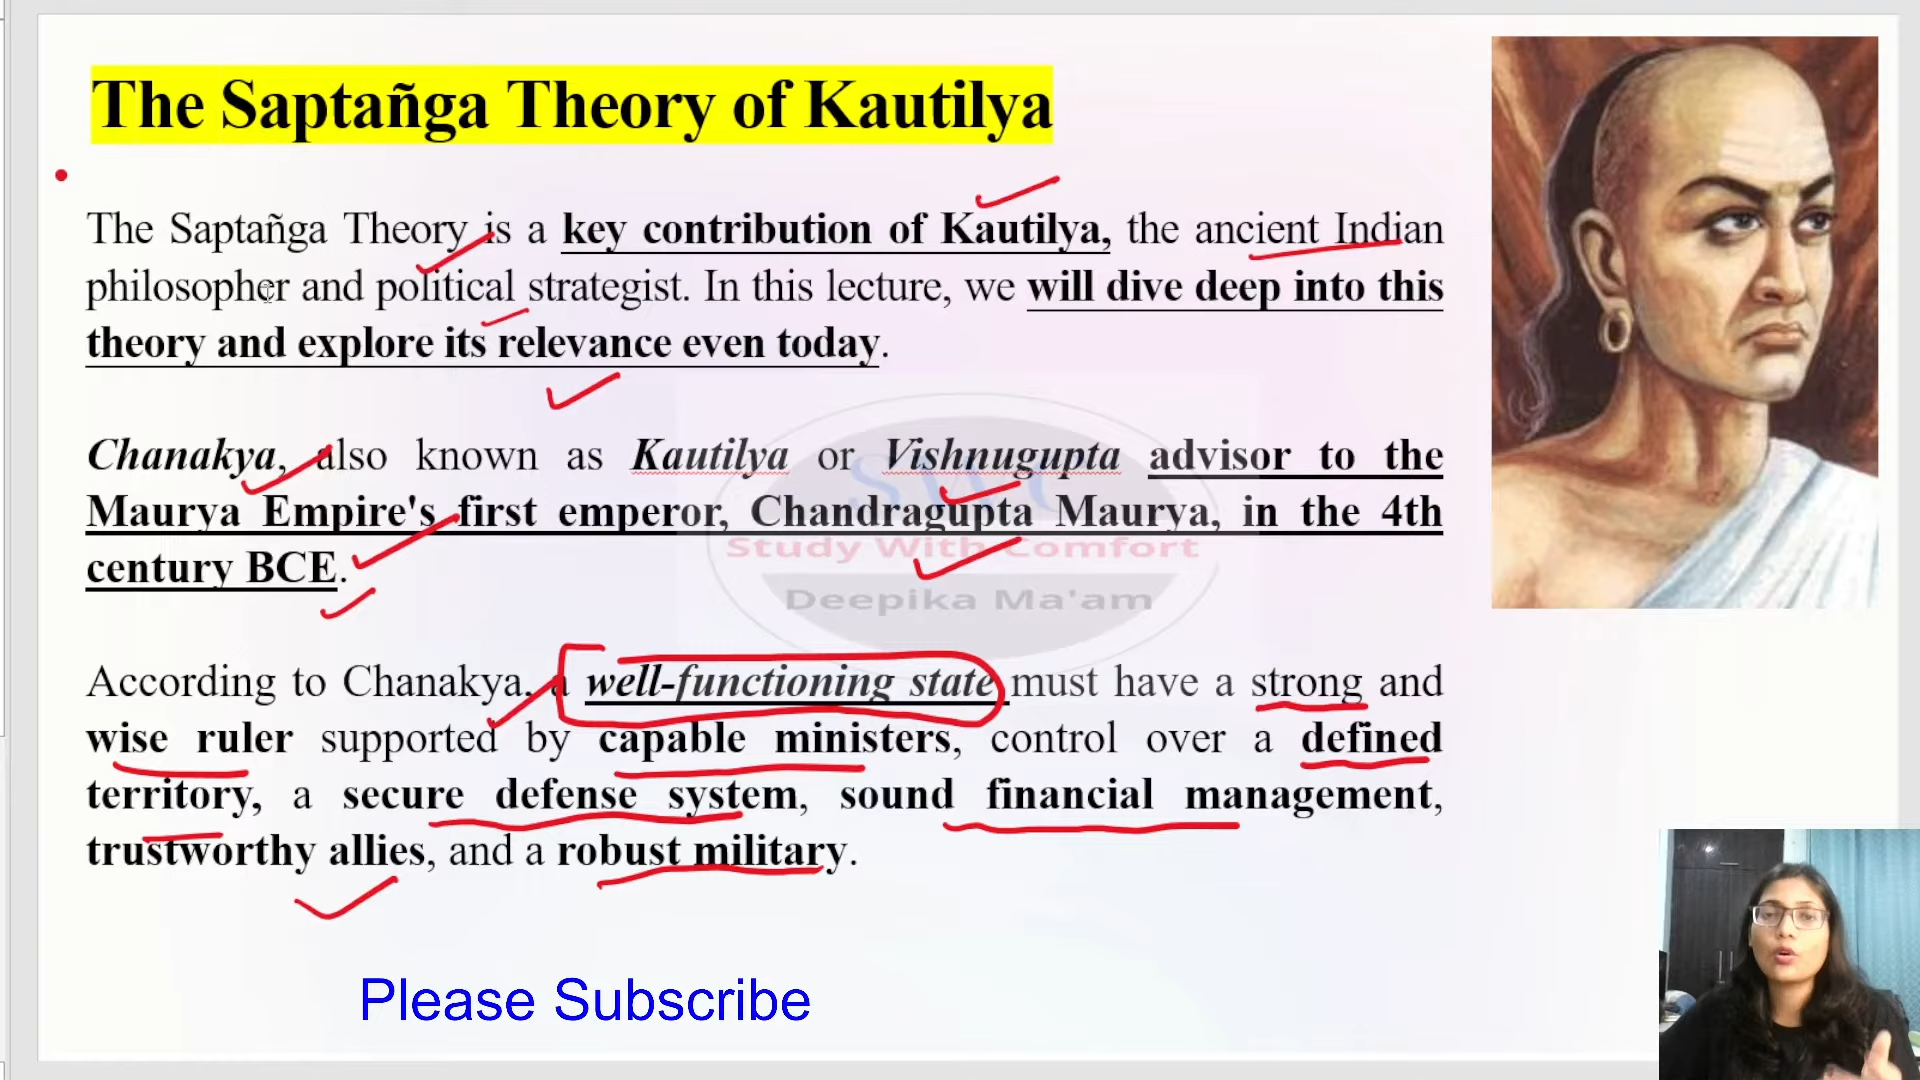 The Saptañga Theory of Kautilya
The Saptañga Theory is a key contribution of Kautilya, the ancient Indian
philosopher and political strategist. In this lecture, we will dive deep into this
theory and explore its relevance even today.
Chanakya, also known as Kautilya or Vishnugupta advisor to the
Maurya Empire's first emperor, Chandragupta Maurya, in the 4th
century BCE.
SWC
Study With Comfort
Deepika Ma'am
According to Chanakya, a well-functioning state must have a strong and
wise ruler supported by capable ministers, control over a defined
territory, a secure defense system, sound financial management,
trustworthy allies, and a robust military.
Please Subscribe